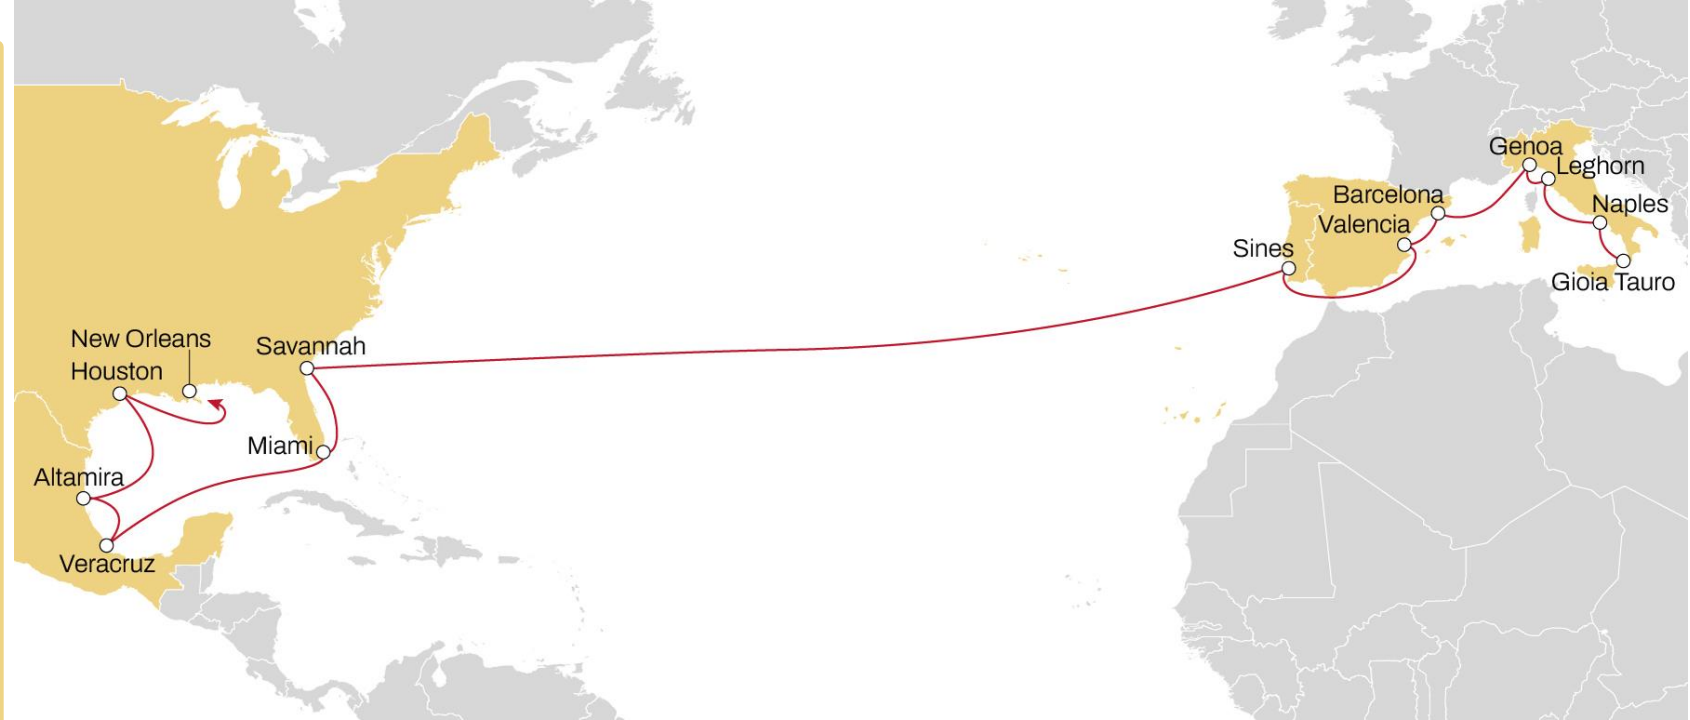 Genoa
Leghorn
Barcelona
Naples
Valencia
Sines
Gioia Tauro
New Orleans
Savannah
Houston
Miami
Altamira
Veracruz